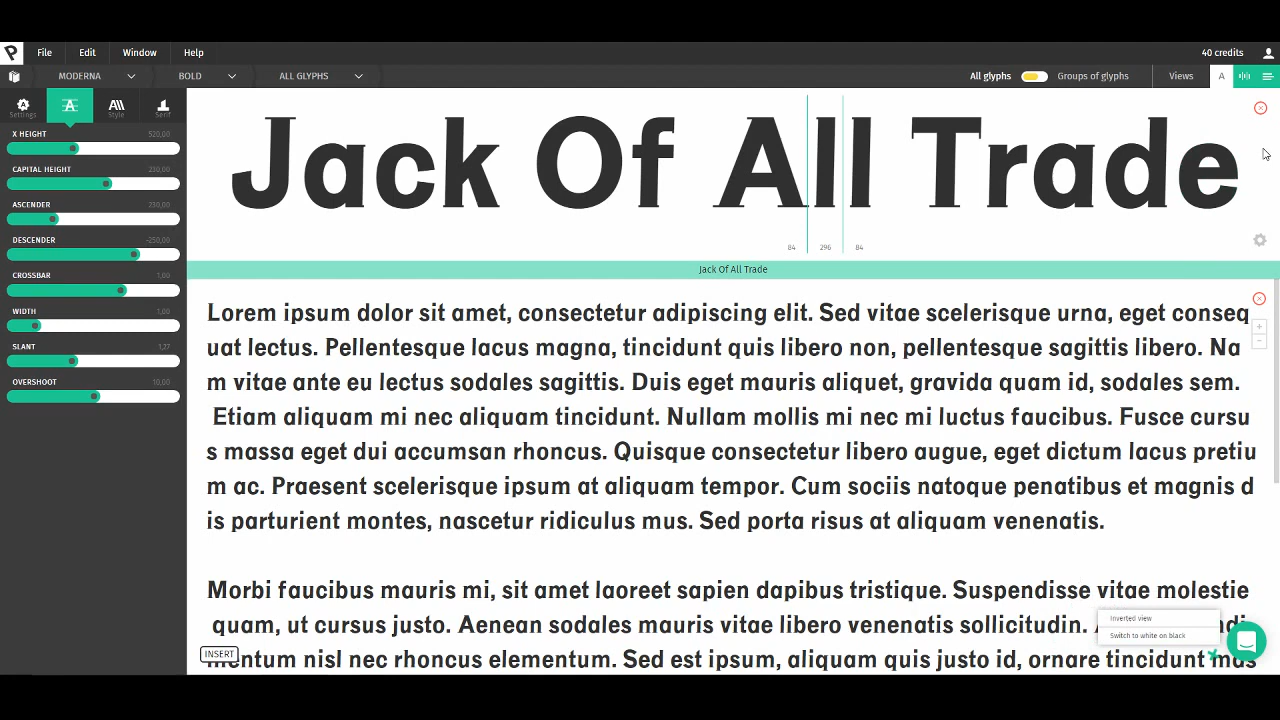 File Edit Window Help 40 credits
MODERNA BOLD ALL GLYPHS All glyphs Groups of glyphs Views A
Settings Style Serif
X HEIGHT 520,00
CAPITAL HEIGHT 230,00
ASCENDER 230,00
DESCENDER -250,00
CROSSBAR 1,00
WIDTH 1,00
SLANT 1,27
OVERSHOOT 10,00
Jack Of All Trade
84 296 84
Jack Of All Trade
Lorem ipsum dolor sit amet, consectetur adipiscing elit. Sed vitae scelerisque urna, eget conseq
uat lectus. Pellentesque lacus magna, tincidunt quis libero non, pellentesque sagittis libero. Na
m vitae ante eu lectus sodales sagittis. Duis eget mauris aliquet, gravida quam id, sodales sem.
Etiam aliquam mi nec aliquam tincidunt. Nullam mollis mi nec mi luctus faucibus. Fusce cursu
s massa eget dui accumsan rhoncus. Quisque consectetur libero augue, eget dictum lacus pretiu
m ac. Praesent scelerisque ipsum at aliquam tempor. Cum sociis natoque penatibus et magnis d
is parturient montes, nascetur ridiculus mus. Sed porta risus at aliquam venenatis.
Morbi faucibus mauris mi, sit amet laoreet sapien dapibus tristique. Suspendisse vitae molestie
quam, ut cursus justo. Aenean sodales mauris vitae libero venenatis sollicitudin.
nisl nec rhoncus elementum. Sed est ipsum, aliquam quis justo id, ornare tincidunt
Inverted view
Switch to white on black
INSERT